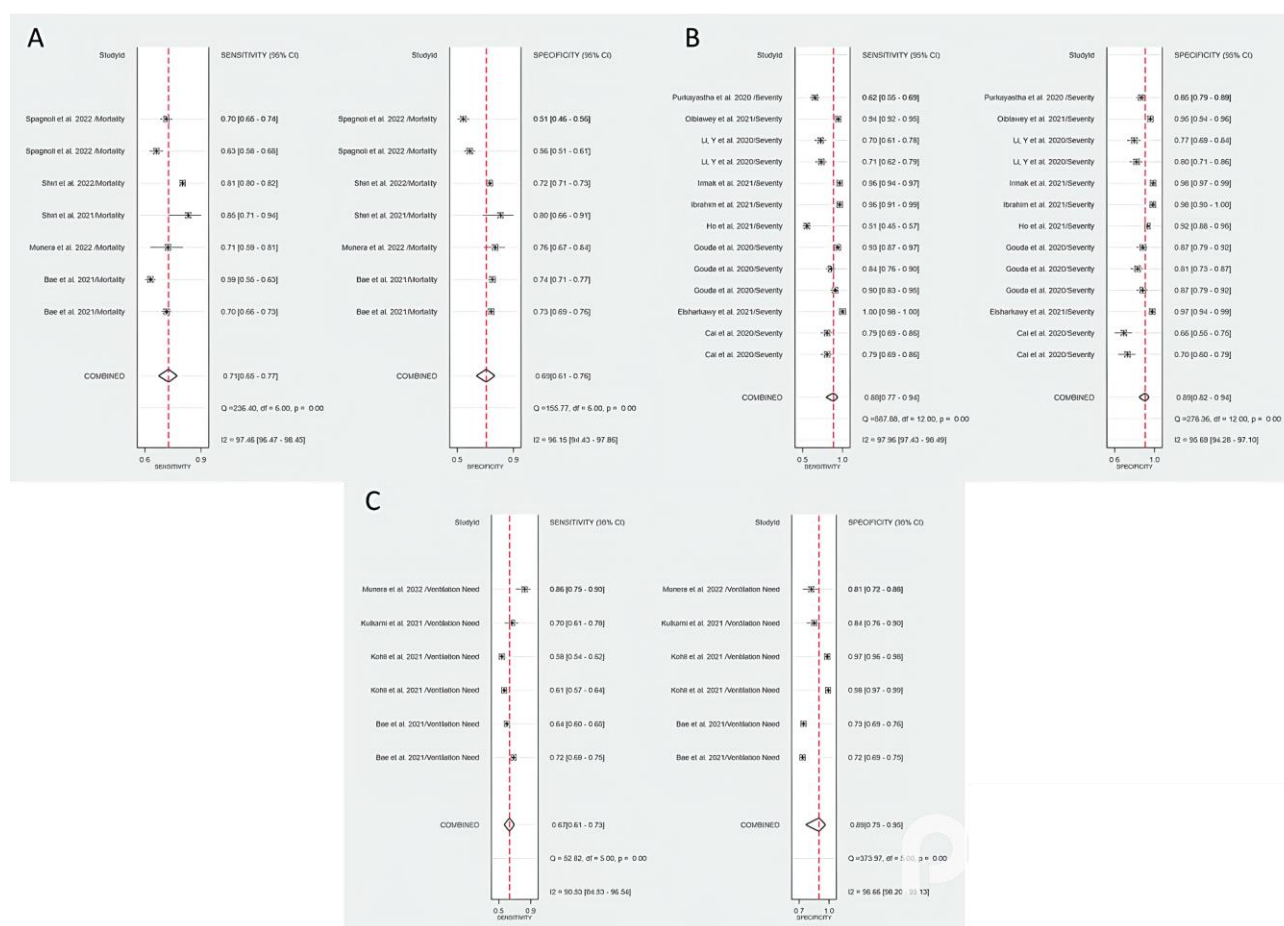 A
StudyId SENSITIVITY (95% CI)
Spagnoli et al. 2022 /Mortality 0.70 [0.65 - 0.74]
Spagnoli et al. 2022 /Mortality 0.63 [0.58 - 0.68]
Shiri et al. 2022/Mortality 0.81 [0.80 - 0.82]
Shiri et al. 2021/Mortality 0.85 [0.71 - 0.94]
Munera et al. 2022 /Mortality 0.71 [0.59 - 0.81]
Bae et al. 2021/Mortality 0.59 [0.55 - 0.63]
Bae et al. 2021/Mortality 0.70 [0.66 - 0.73]
COMBINED 0.71[0.65 - 0.77]
Q =236.40, df = 6.00, p = 0.00
I2 = 97.46 [96.47 - 98.45]
0.6 0.9
SENSITIVITY
StudyId SPECIFICITY (95% CI)
Spagnoli et al. 2022 /Mortality 0.51 [0.46 - 0.56]
Spagnoli et al. 2022 /Mortality 0.56 [0.51 - 0.61]
Shiri et al. 2022/Mortality 0.72 [0.71 - 0.73]
Shiri et al. 2021/Mortality 0.80 [0.66 - 0.91]
Munera et al. 2022 /Mortality 0.76 [0.67 - 0.84]
Bae et al. 2021/Mortality 0.74 [0.71 - 0.77]
Bae et al. 2021/Mortality 0.73 [0.69 - 0.76]
COMBINED 0.69[0.61 - 0.76]
Q =155.77, df = 6.00, p = 0.00
I2 = 96.15 [94.43 - 97.86]
0.5 0.9
SPECIFICITY
B
StudyId SENSITIVITY (95% CI)
Purkayastha et al. 2020 /Severity 0.62 [0.55 - 0.69]
et al. 2021/Severity 0.94 [0.92 - 0.95]
Li, Y et al. 2020/Severity 0.70 [0.61 - 0.78]
Li, Y et al. 2020/Severity 0.71 [0.62 - 0.79]
Irmak et al. 2021/Severity 0.96 [0.94 - 0.97]
Ibrahim et al. 2021/Severity 0.96 [0.91 - 0.99]
Ho et al. 2021/Severity 0.51 [0.45 - 0.57]
Gouda et al. 2020/Severity 0.93 [0.87 - 0.97]
Gouda et al. 2020/Severity 0.84 [0.76 - 0.90]
Gouda et al. 2020/Severity 0.90 [0.83 - 0.95]
Elsharkawy et al. 2021/Severity 1.00 [0.98 - 1.00]
Cai et al. 2020/Severity 0.79 [0.69 - 0.86]
Cai et al. 2020/Severity 0.79 [0.69 - 0.86]
COMBINED 0.88[0.77 - 0.94]
df = 12.00, p = 0.00
I2 = 97.96 [97.43 - 98.49]
0.5 1.0
SENSITIVITY
StudyId SPECIFICITY (95% CI)
Purkayastha et al. 2020 /Severity 0.85 [0.79 - 0.89]
et al. 2021/Severity 0.95 [0.94 - 0.96]
Li, Y et al. 2020/Severity 0.77 [0.69 - 0.84]
Li, Y et al. 2020/Severity 0.80 [0.71 - 0.86]
Irmak et al. 2021/Severity 0.98 [0.97 - 0.99]
Ibrahim et al. 2021/Severity 0.98 [0.90 - 1.00]
Ho et al. 2021/Severity 0.92 [0.88 - 0.96]
Gouda et al. 2020/Severity 0.87 [0.79 - 0.92]
Gouda et al. 2020/Severity 0.81 [0.73 - 0.87]
Gouda et al. 2020/Severity 0.87 [0.79 - 0.92]
Elsharkawy et al. 2021/Severity 0.97 [0.94 - 0.99]
Cai et al. 2020/Severity 0.66 [0.55 - 0.75]
Cai et al. 2020/Severity 0.70 [0.60 - 0.79]
COMBINED 0.89[0.82 - 0.94]
Q =278.36, df = 12.00, p = 0.00
I2 = 95.69 [94.28 - 97.10]
0.6 1.0
SPECIFICITY
C
StudyId SENSITIVITY (95% CI)
Munera et al. 2022 /Ventilation Need 0.86 [0.75 - 0.93]
Kulkarni et al. 2021 /Ventilation Need 0.70 [0.61 - 0.78]
Kohli et al. 2021/Ventilation Need 0.58 [0.54 - 0.62]
Kohli et al. 2021/Ventilation Need 0.61 [0.57 - 0.64]
Bae et al. 2021/Ventilation Need 0.64 [0.60 - 0.68]
Bae et al. 2021/Ventilation Need 0.72 [0.69 - 0.75]
COMBINED 0.67[0.61 - 0.73]
Q = 52.82, df = 5.00, p = 0.00
I2 = 90.53 [84.53 - 96.54]
0.5 0.9
SENSITIVITY
StudyId SPECIFICITY (95% CI)
Munera et al. 2022 /Ventilation Need 0.81 [0.72 - 0.88]
Kulkarni et al. 2021 /Ventilation Need 0.84 [0.76 - 0.90]
Kohli et al. 2021/Ventilation Need 0.97 [0.96 - 0.98]
Kohli et al. 2021/Ventilation Need 0.98 [0.97 - 0.99]
Bae et al. 2021/Ventilation Need 0.73 [0.69 - 0.76]
Bae et al. 2021/Ventilation Need 0.72 [0.69 - 0.75]
COMBINED 0.89[0.75 - 0.95]
Q =373.97, df = 5.00, p = 0.00
I2 = 98.66 [98.20 - 99.13]
0.7 1.0
SPECIFICITY